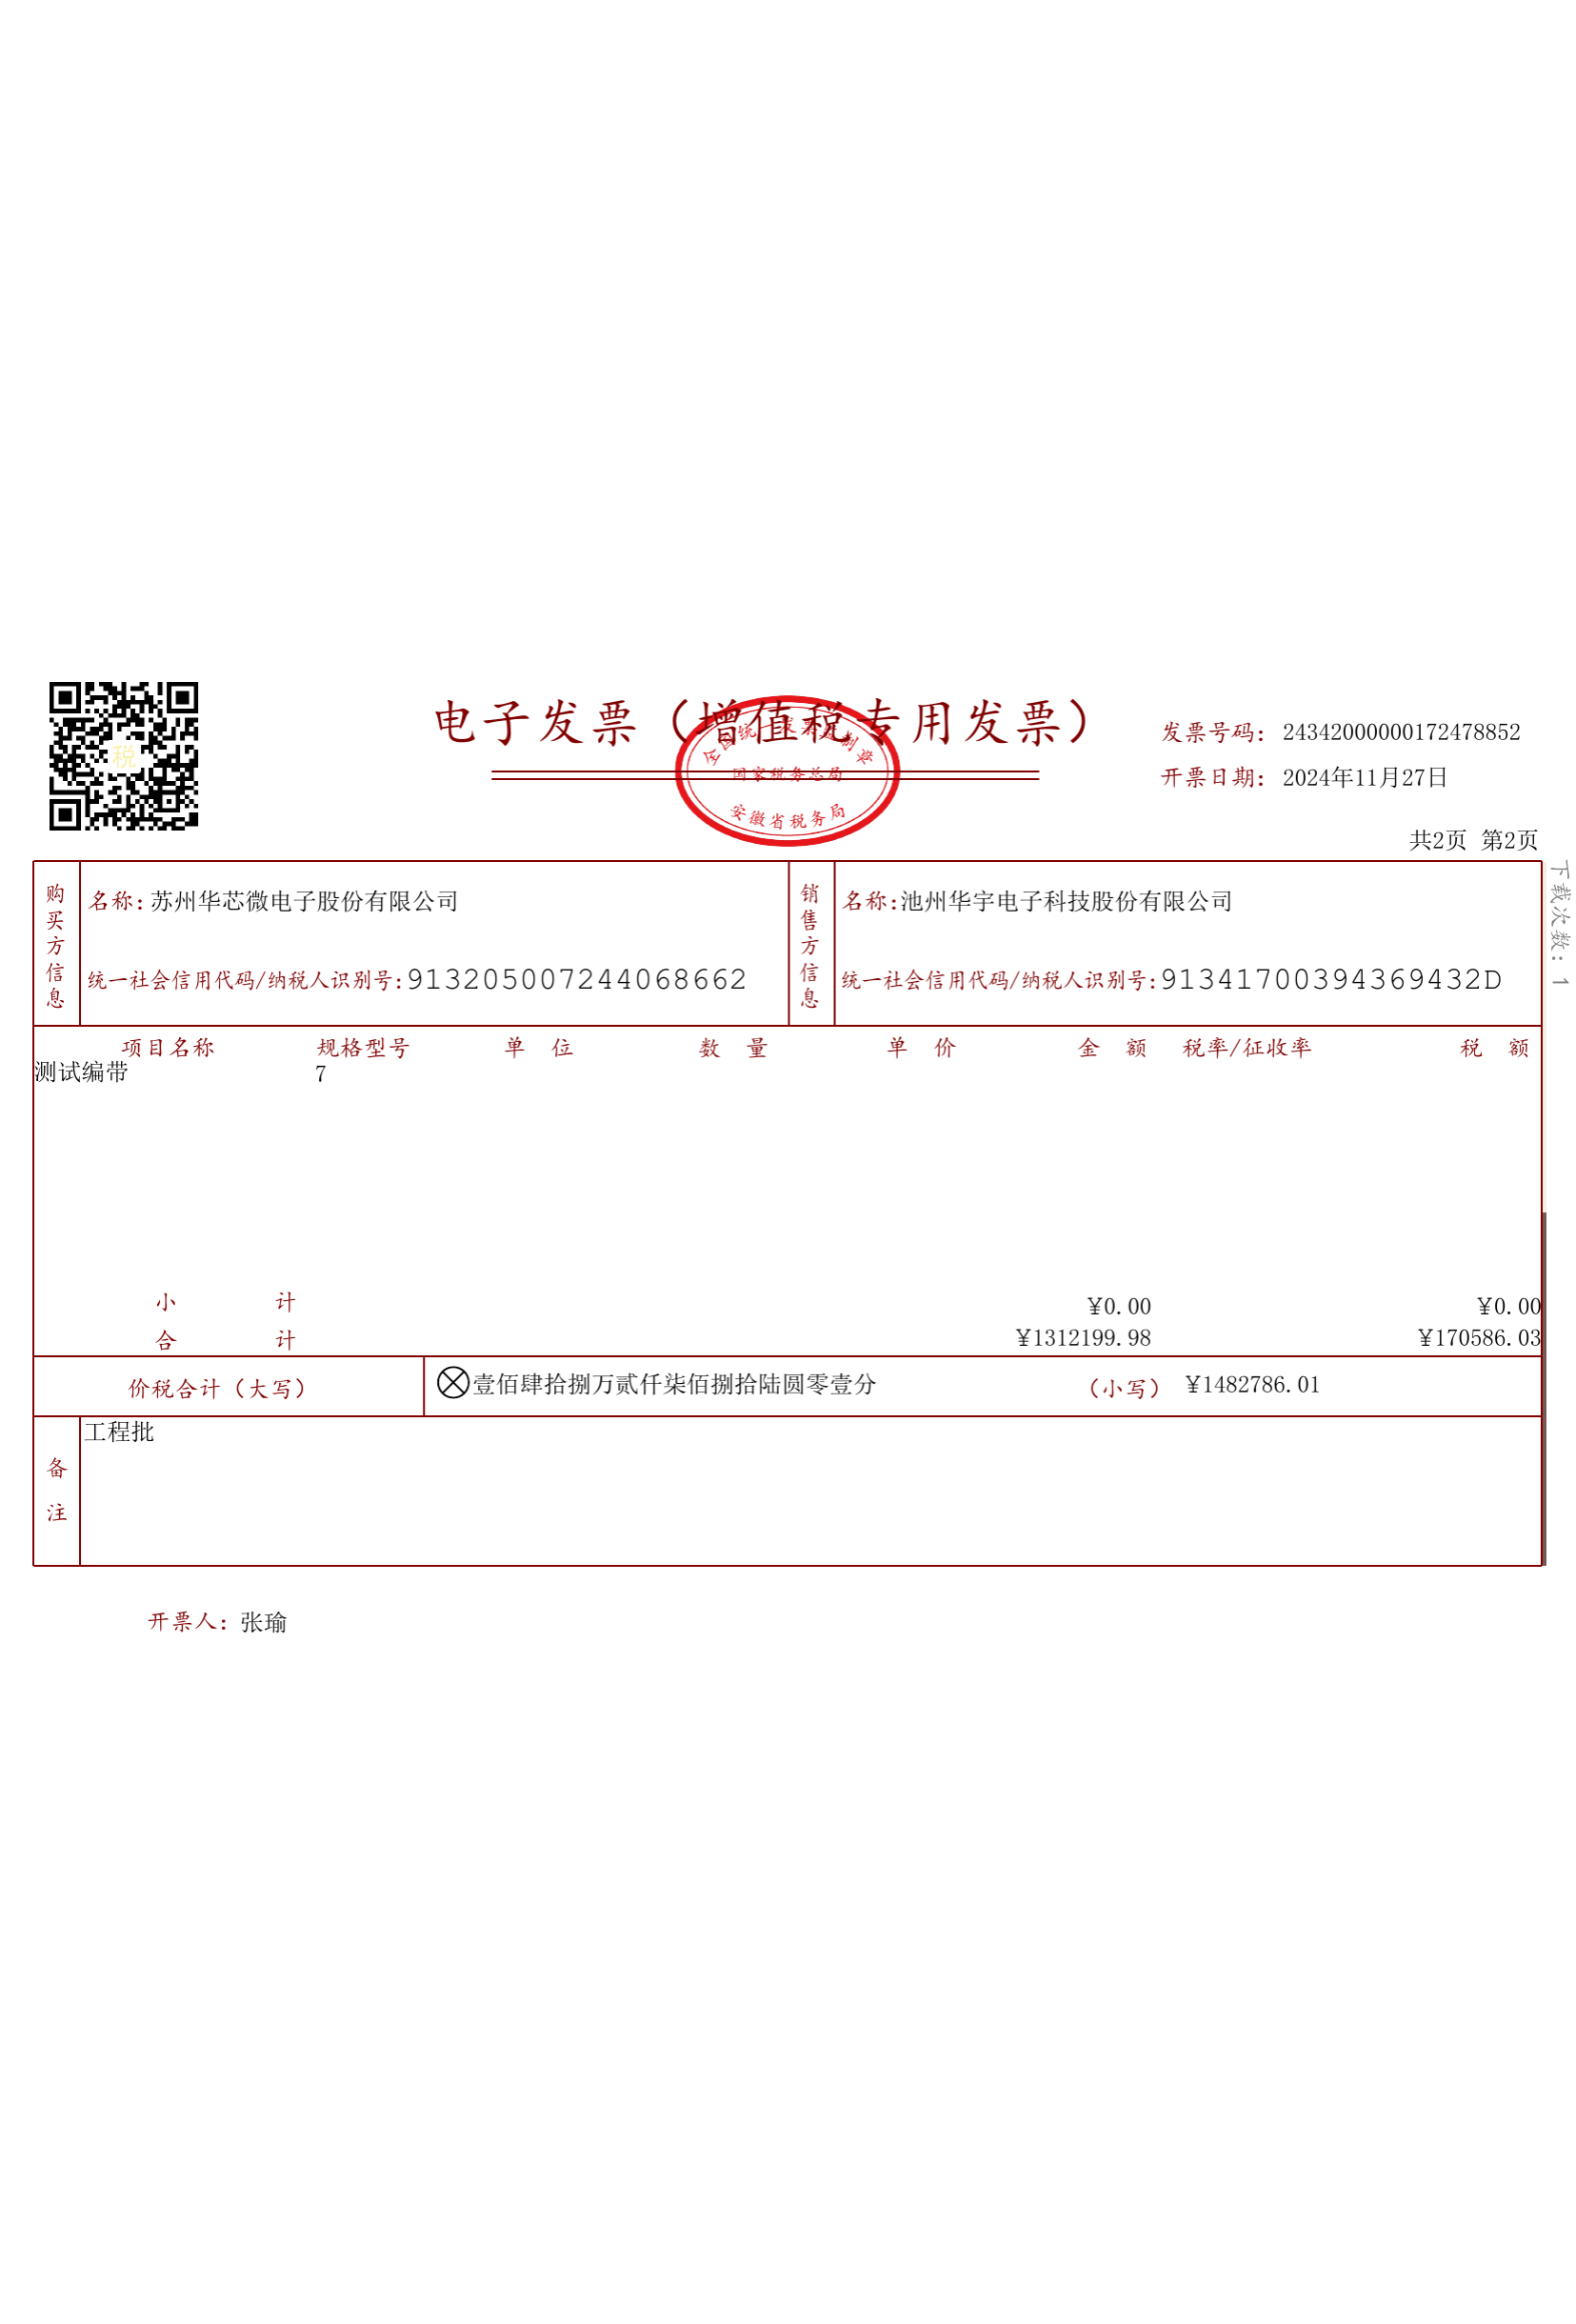 电子发票（增值税专用发票）
全国统一发票监制章
国家税务总局
安徽省税务局
税
发票号码：24342000000172478852
开票日期：2024年11月27日
共2页 第2页
下载次数：1
购买方信息
名称：苏州华芯微电子股份有限公司
统一社会信用代码/纳税人识别号：913205007244068662
销售方信息
名称：池州华宇电子科技股份有限公司
统一社会信用代码/纳税人识别号：91341700394369432D
项目名称 规格型号 单位 数量 单价 金额 税率/征收率 税额
测试编带 7
小计 ¥0.00 ¥0.00
合计 ¥1312199.98 ¥170586.03
价税合计（大写） 壹佰肆拾捌万贰仟柒佰捌拾陆圆零壹分 （小写） ¥1482786.01
备注
工程批
开票人：张瑜